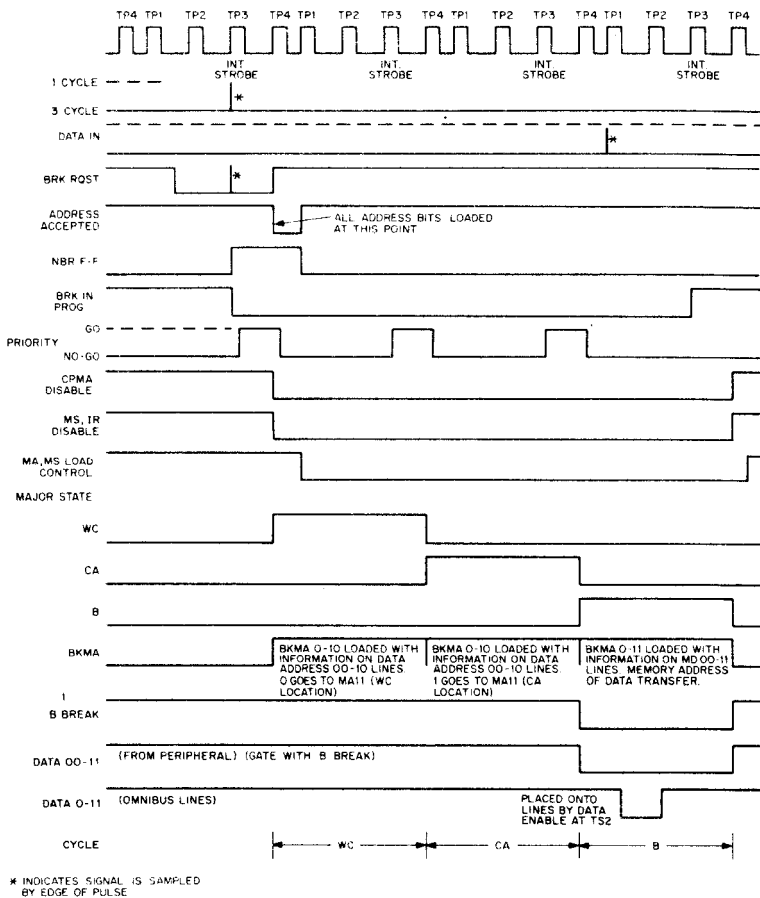 TP4 TP1 TP2 TP3 TP4 TP1 TP2 TP3 TP4 TP1 TP2 TP3 TP4 TP1 TP2 TP3 TP4
INT STROBE
INT. STROBE
INT. STROBE
INT. STROBE
1 CYCLE
*
3 CYCLE
DATA IN
*
BRK RQST
*
ADDRESS
ACCEPTED
ALL ADDRESS BITS LOADED
AT THIS POINT
NBR F-F
BRK IN
PROG
GO
PRIORITY
NO-GO
CPMA
DISABLE
MS, IR
DISABLE
MA,MS LOAD
CONTROL
MAJOR STATE
WC
CA
B
BKMA
BKMA 0-10 LOADED WITH
INFORMATION ON DATA
ADDRESS 00-10 LINES.
0 GOES TO MA11 (WC
LOCATION)
BKMA 0-10 LOADED WITH
INFORMATION ON DATA
ADDRESS 00-10 LINES.
1 GOES TO MA11 (CA
LOCATION)
BKMA 0-11 LOADED WITH
INFORMATION ON MD 00-11
LINES. MEMORY ADDRESS
OF DATA TRANSFER.
1
B BREAK
DATA 00-11
(FROM PERIPHERAL) (GATE WITH B BREAK)
DATA 0-11
(OMNIBUS LINES)
PLACED ONTO
LINES BY DATA
ENABLE AT TS2
CYCLE
WC
CA
B
* INDICATES SIGNAL IS SAMPLED
BY EDGE OF PULSE